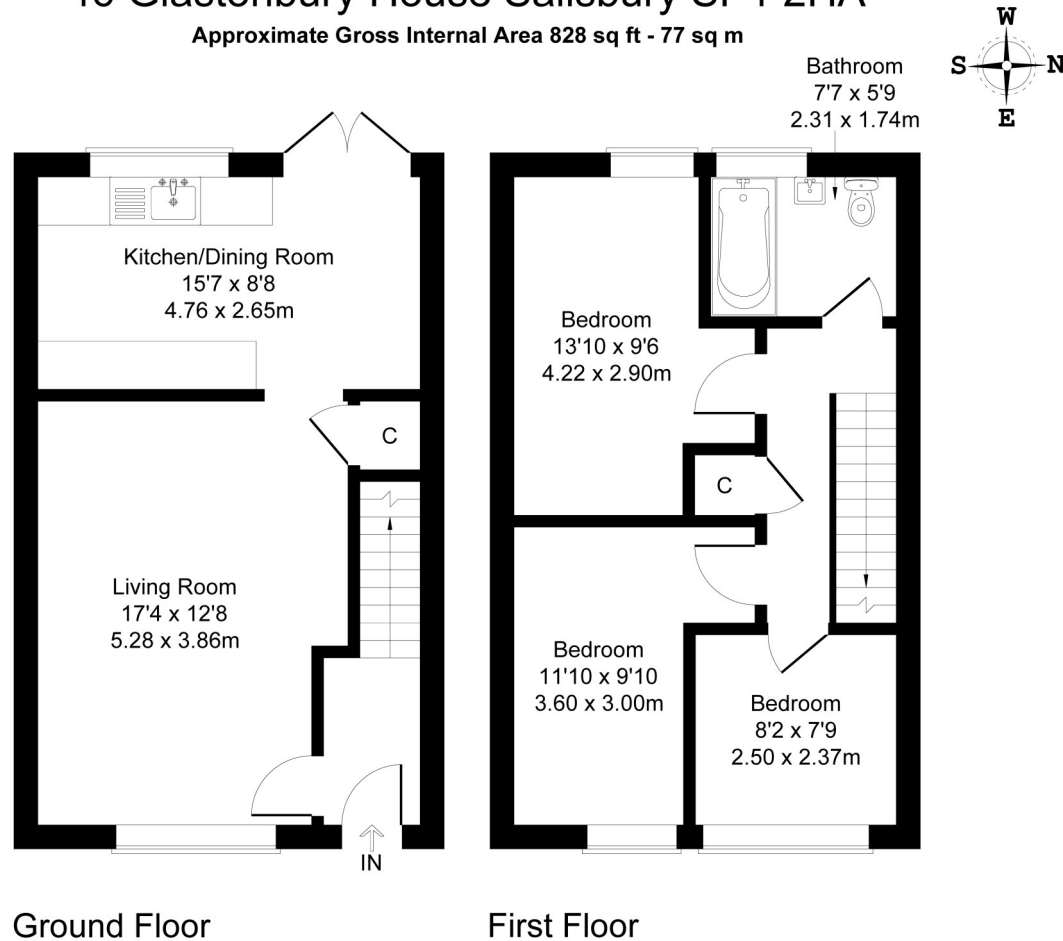 Glastonbury House Salisbury
Approximate Gross Internal Area 828 sq ft - 77 sq m
W
S
N
E
Bathroom
7'7 x 5'9
2.31 x 1.74m
Kitchen/Dining Room
15'7 x 8'8
4.76 x 2.65m
Bedroom
13'10 x 9'6
4.22 x 2.90m
C
C
Living Room
17'4 x 12'8
5.28 x 3.86m
Bedroom
11'10 x 9'10
3.60 x 3.00m
Bedroom
8'2 x 7'9
2.50 x 2.37m
IN
Ground Floor
First Floor